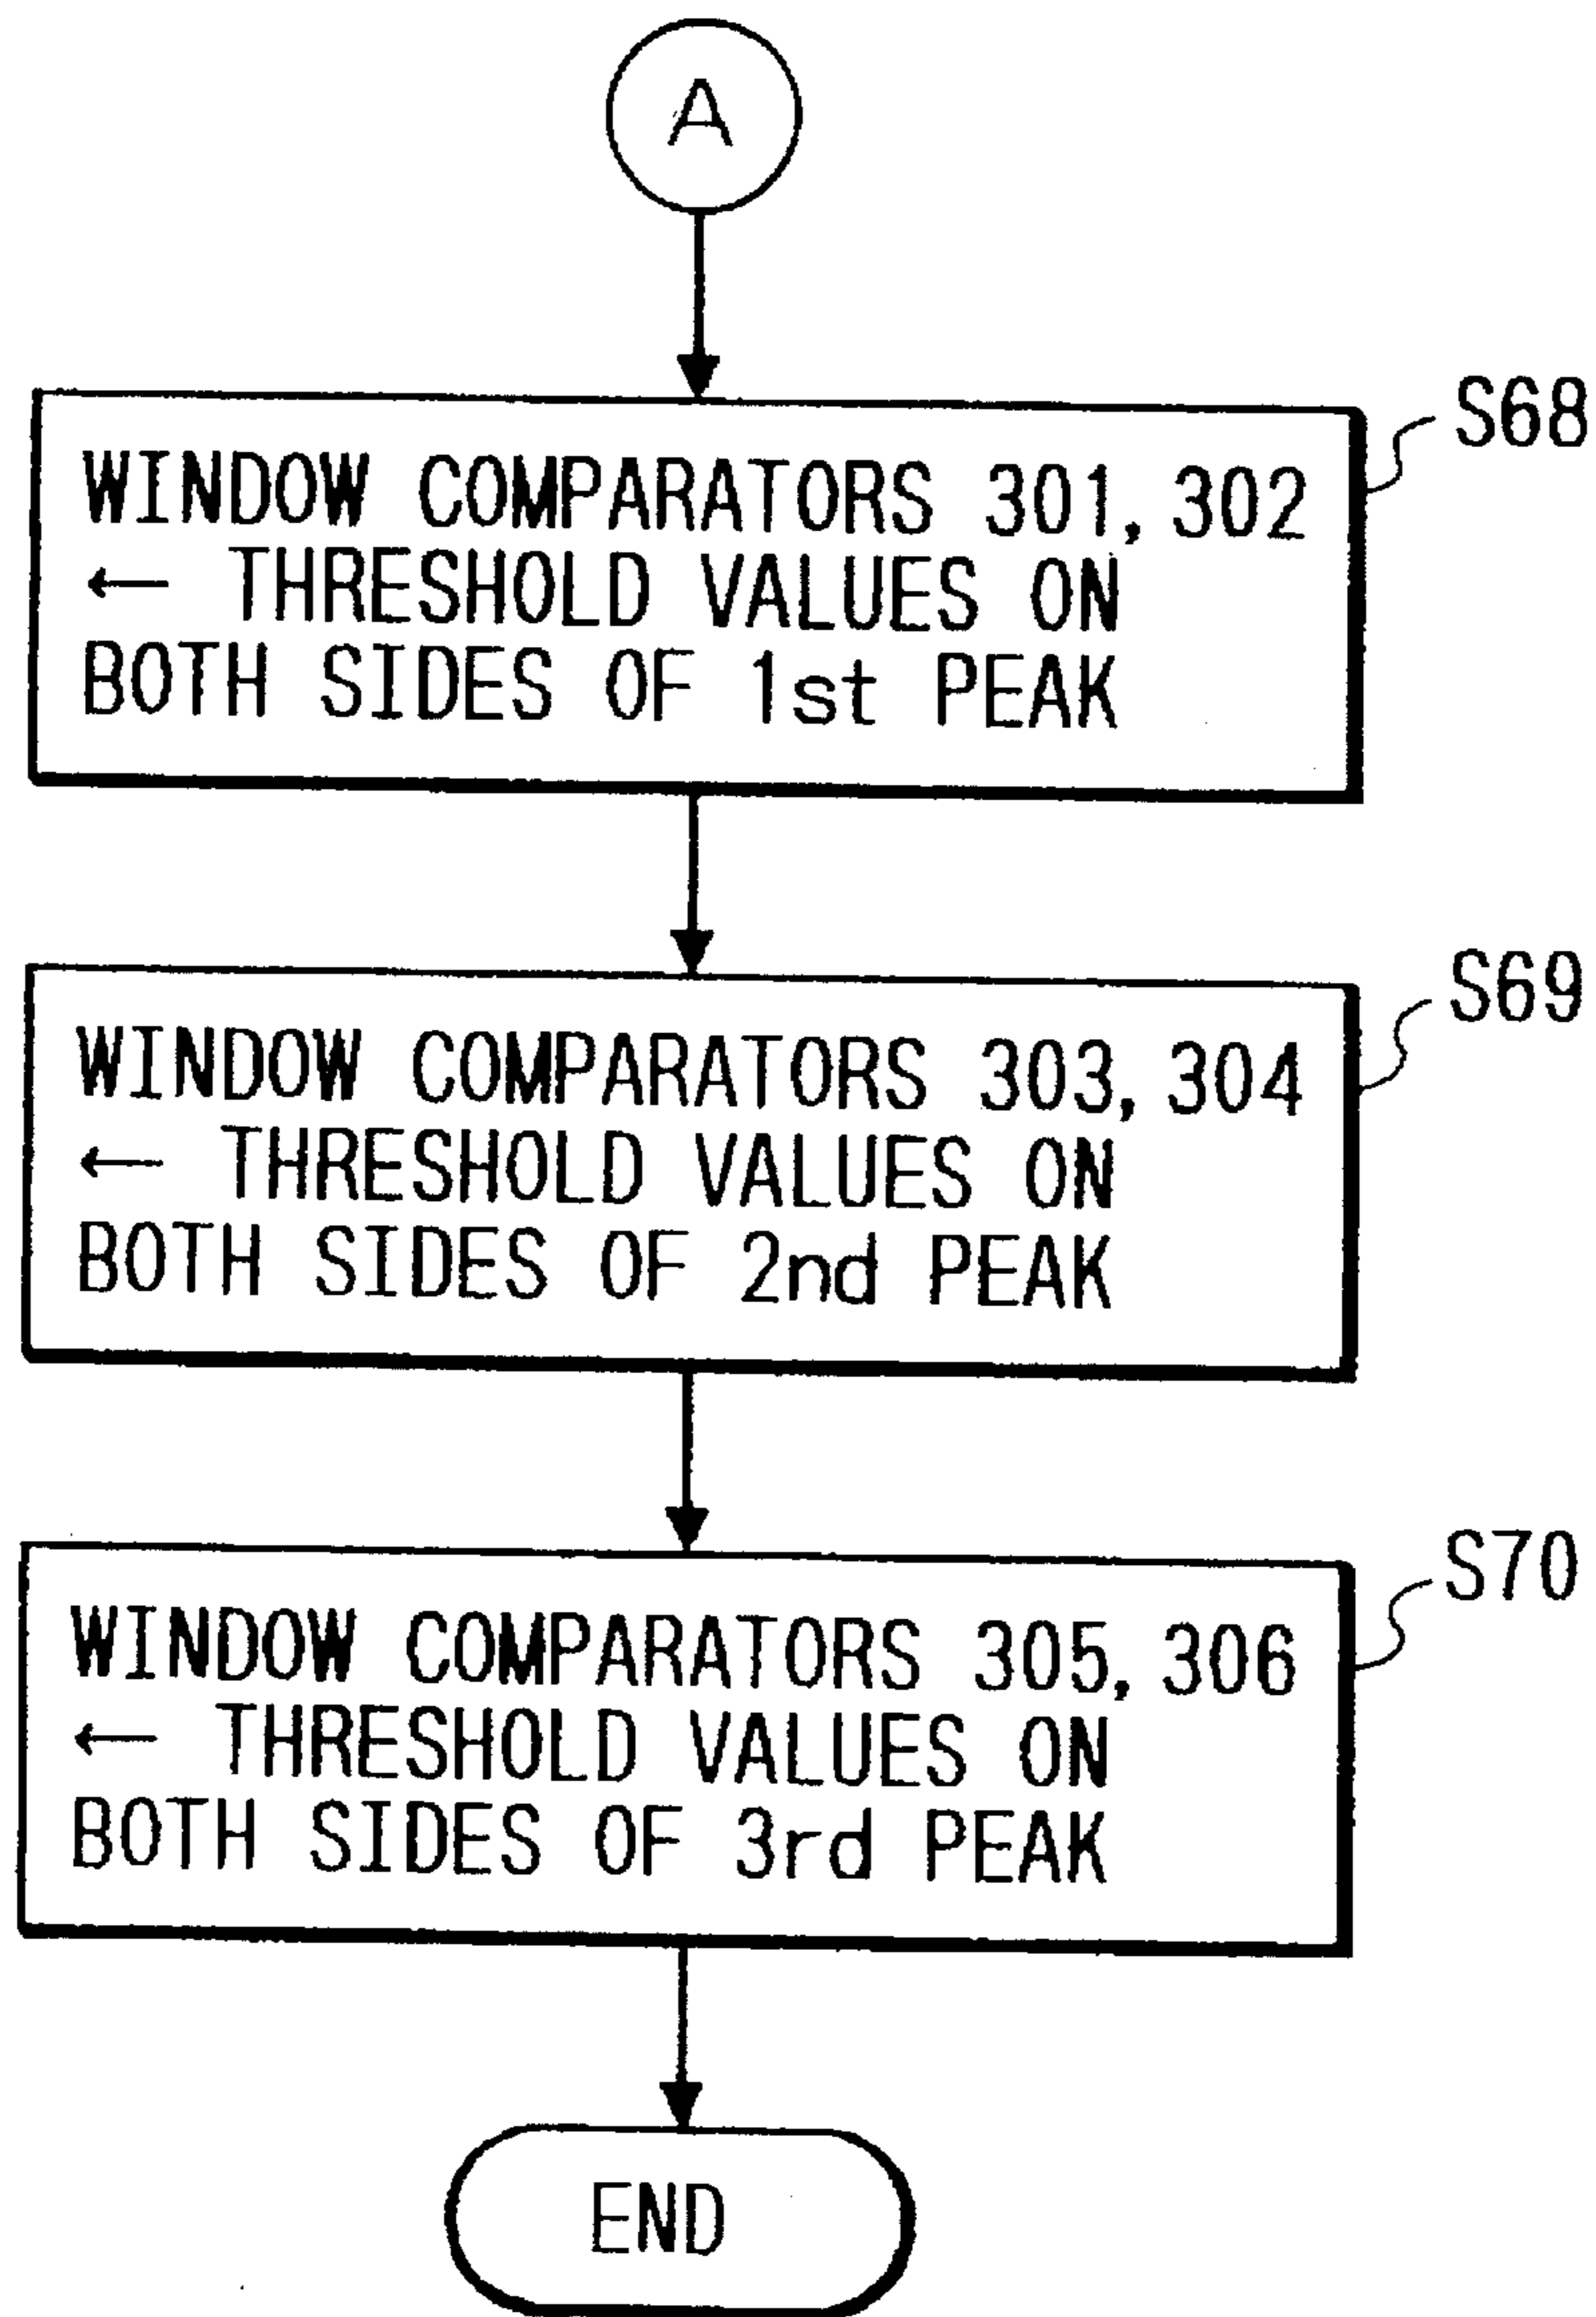 A
S68
WINDOW COMPARATORS 301, 302
← THRESHOLD VALUES ON
BOTH SIDES OF 1st PEAK
S69
WINDOW COMPARATORS 303, 304
← THRESHOLD VALUES ON
BOTH SIDES OF 2nd PEAK
S70
WINDOW COMPARATORS 305, 306
← THRESHOLD VALUES ON
BOTH SIDES OF 3rd PEAK
END